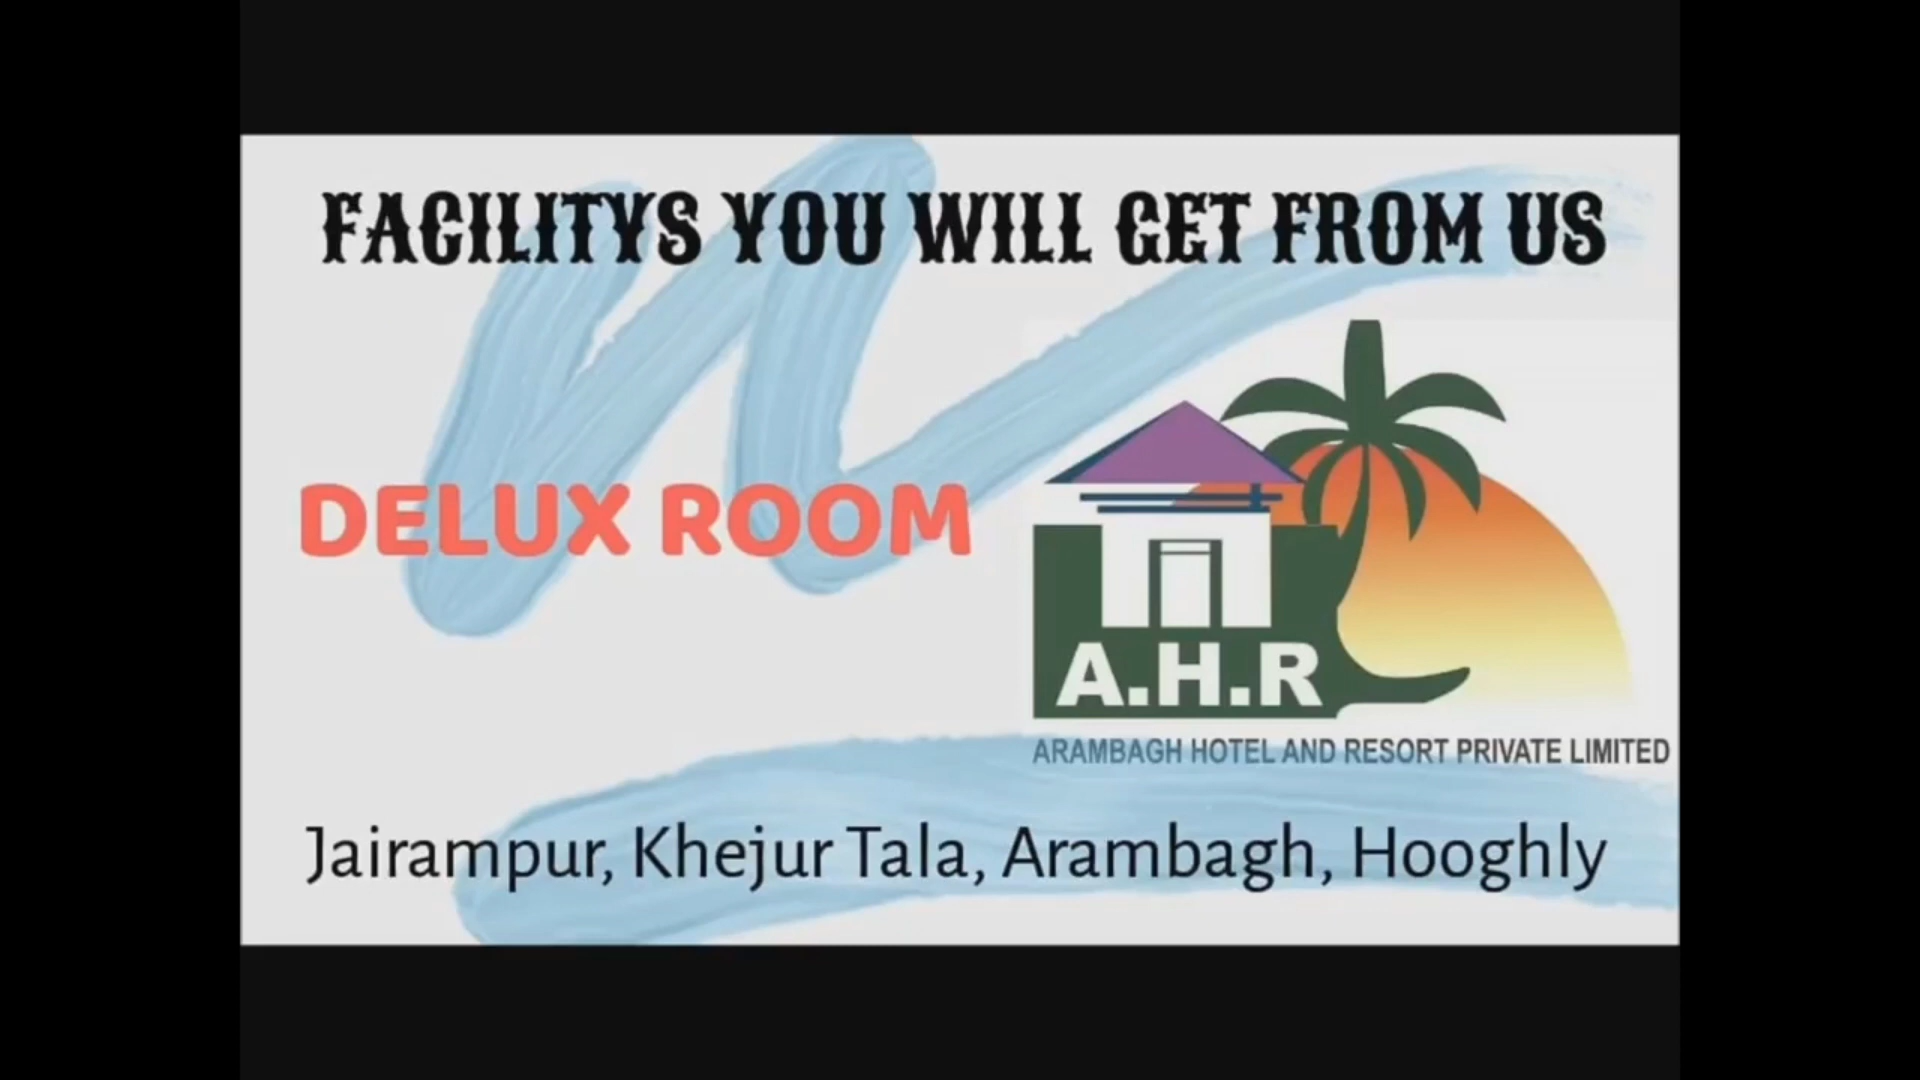 FACILITYS YOU WILL GET FROM US
DELUX ROOM
A.H.R
ARAMBAGH HOTEL AND RESORT PRIVATE LIMITED
Jairampur, Khejur Tala, Arambagh, Hooghly